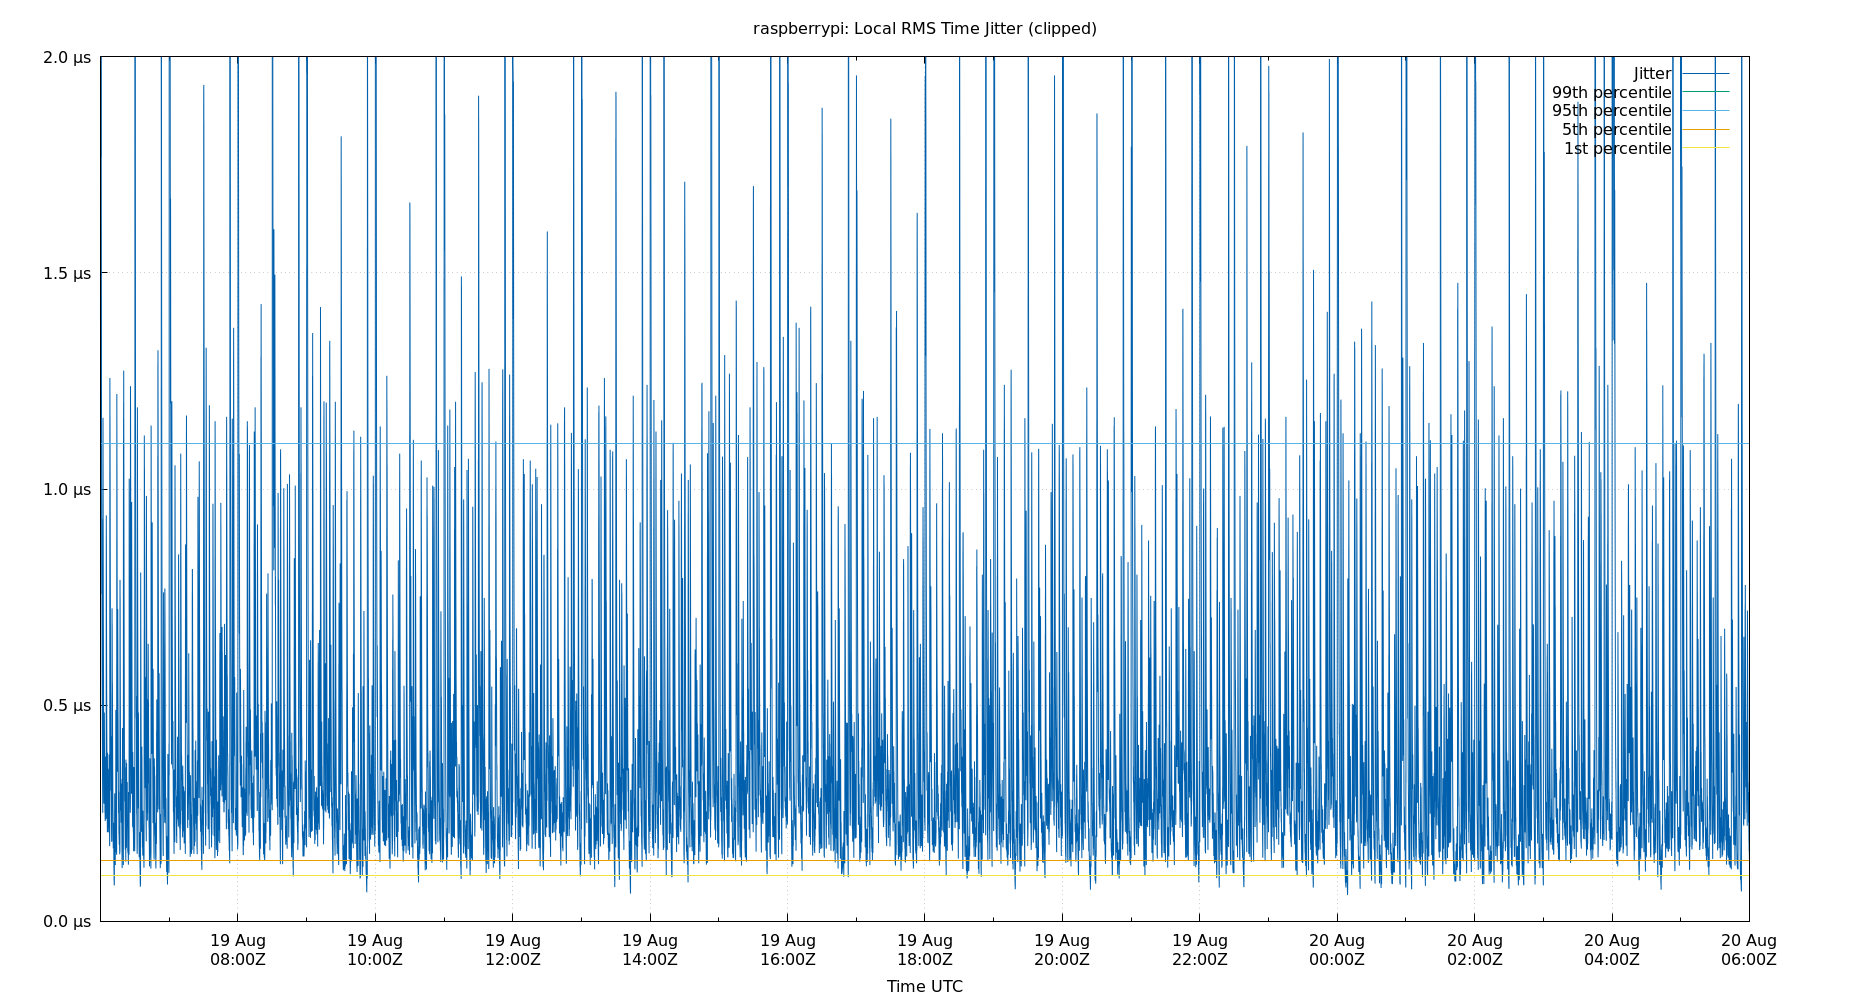 raspberrypi: Local RMS Time Jitter (clipped)
2.0 µs
1.5 µs
1.0 µs
0.5 µs
0.0 µs
Jitter
99th percentile
95th percentile
5th percentile
1st percentile
19 Aug 08:00Z
19 Aug 10:00Z
19 Aug 12:00Z
19 Aug 14:00Z
19 Aug 16:00Z
19 Aug 18:00Z
19 Aug 20:00Z
19 Aug 22:00Z
20 Aug 00:00Z
20 Aug 02:00Z
20 Aug 04:00Z
20 Aug 06:00Z
Time UTC